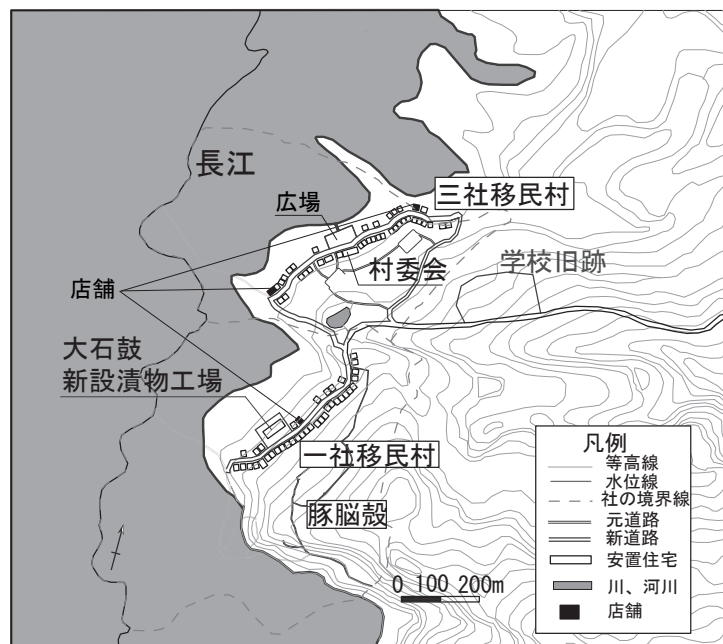 長江
三社移民村
広場
村委会
学校旧跡
店舗
大石鼓
新設漬物工場
一社移民村
豚脳殻
0 100 200m
凡例
等高線
水位線
社の境界線
元道路
新道路
安置住宅
川、河川
店舗